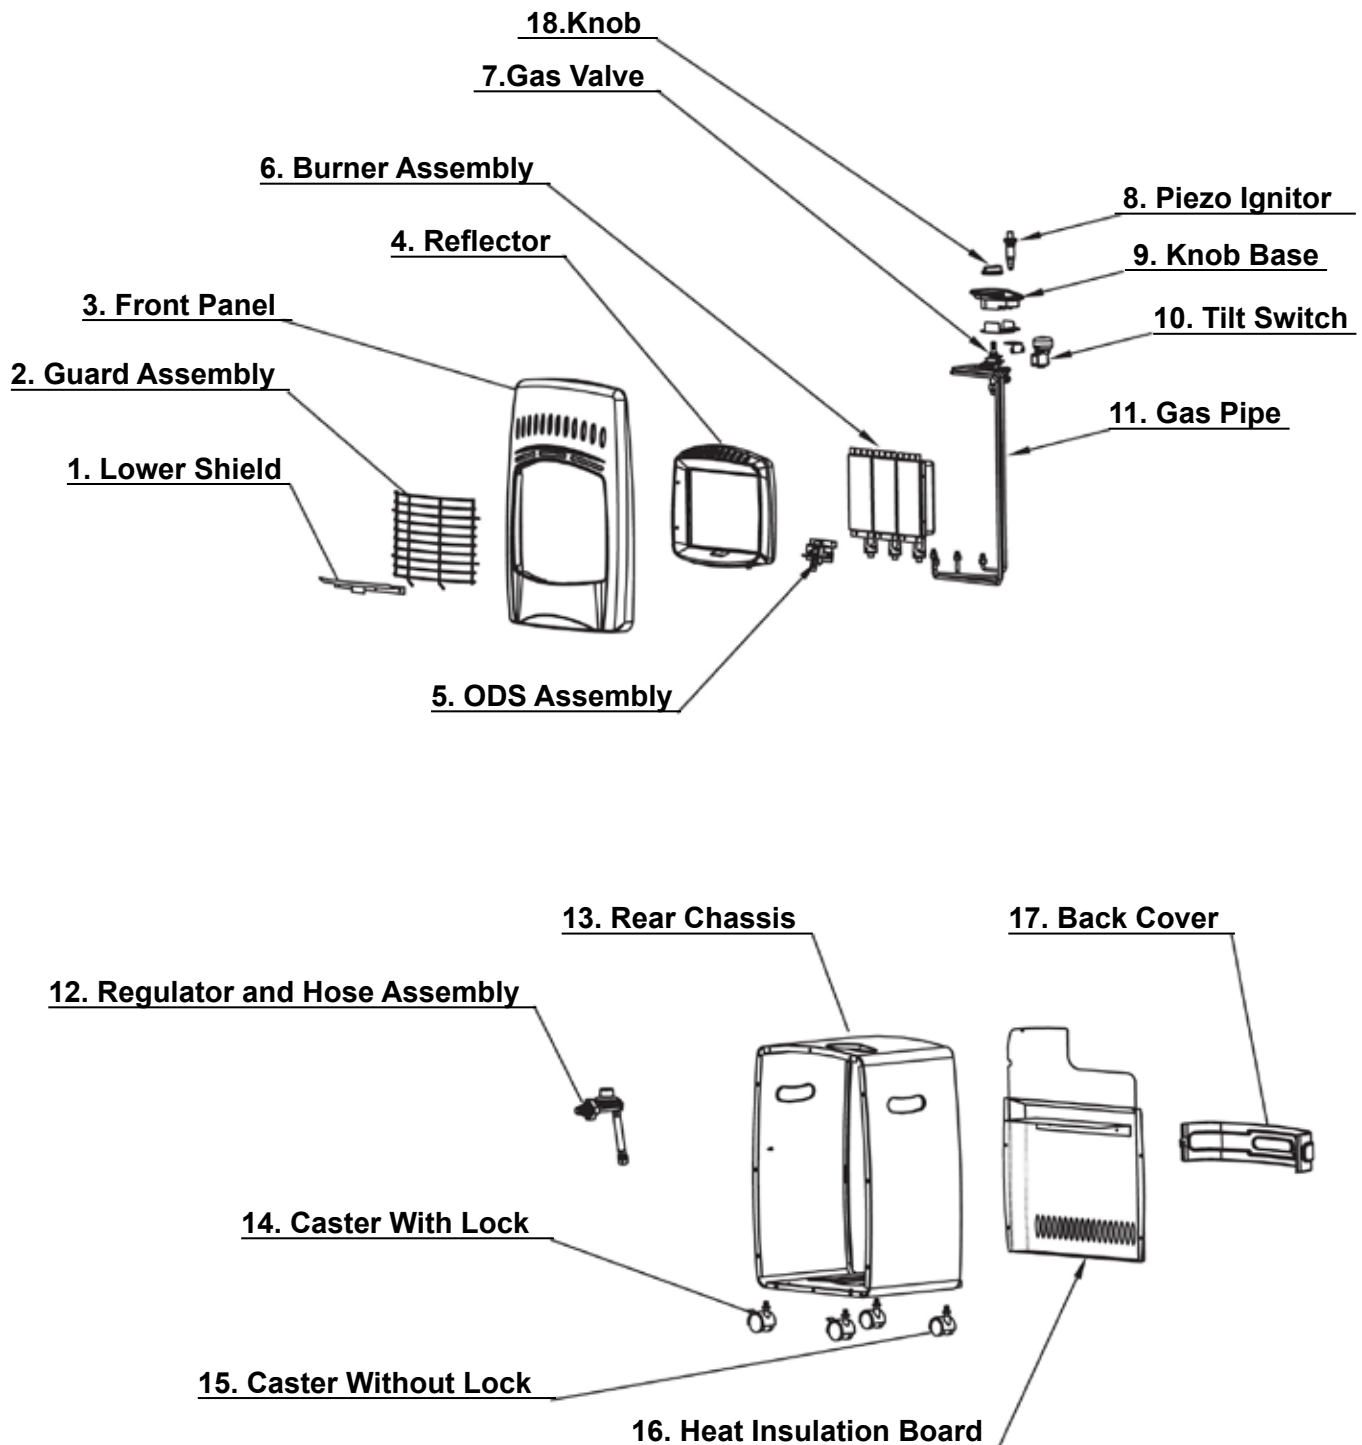 18.Knob
7.Gas Valve
6. Burner Assembly
8. Piezo Ignitor
4. Reflector
9. Knob Base
3. Front Panel
10. Tilt Switch
2. Guard Assembly
11. Gas Pipe
1. Lower Shield
5. ODS Assembly
13. Rear Chassis
17. Back Cover
12. Regulator and Hose Assembly
14. Caster With Lock
15. Caster Without Lock
16. Heat Insulation Board